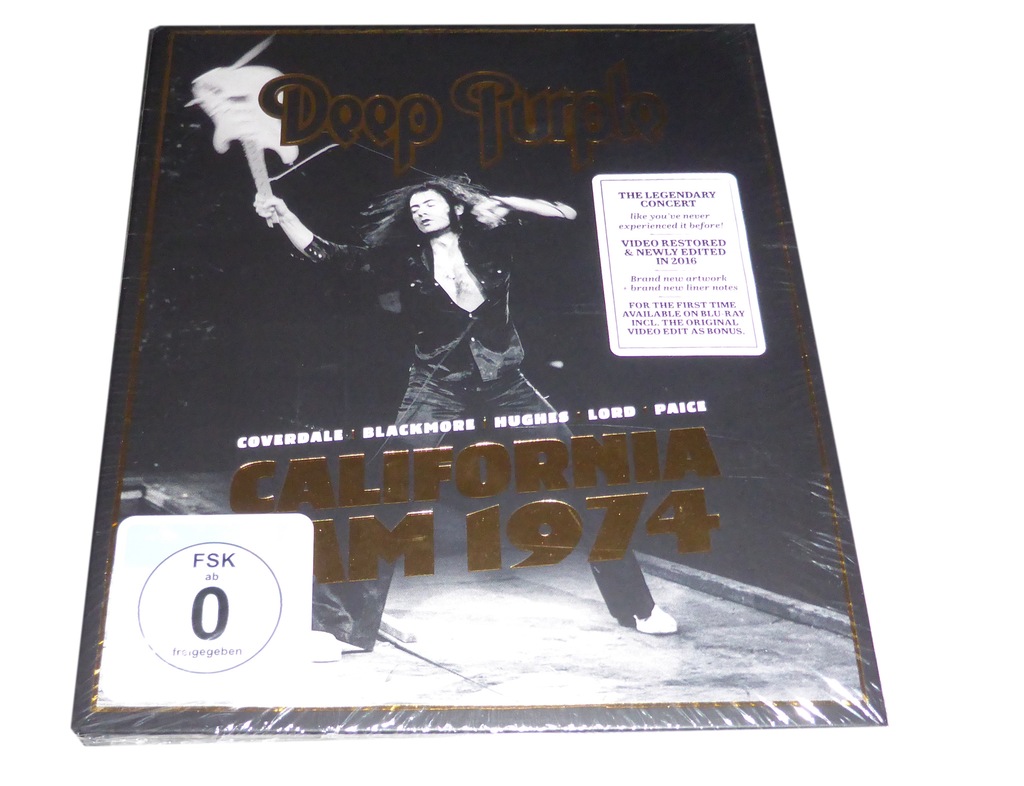 Deep Purple
THE LEGENDARY
CONCERT
like you've never
experienced it before!
VIDEO RESTORED
& NEWLY EDITED
IN 2016
Brand new artwork
+ brand new liner notes
FOR THE FIRST TIME
AVAILABLE ON BLU-RAY
INCL. THE ORIGINAL
VIDEO EDIT AS BONUS.
COVERDALE · BLACKMORE · HUGHES · LORD · PAICE
CALIFORNIA
AM 1974
FSK
ab
0
freigegeben